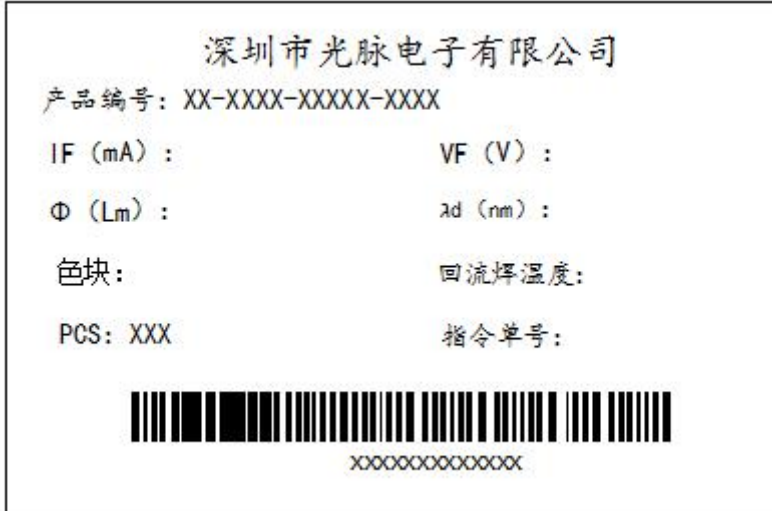 深圳市光脉电子有限公司
产品编号: XX-XXXX-XXXXX-XXXX
IF (mA) : VF (V) :
Φ (Lm) : λd (nm) :
色块: 回流焊温度:
PCS: XXX 指令单号:
XXXXXXXXXXXXX